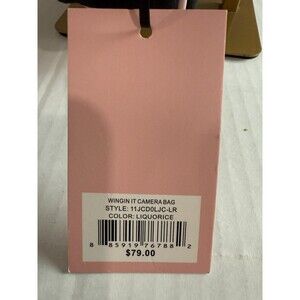 WINGIN IT CAMERA BAG
STYLE: 11JCD0LJC-LR
COLOR: LIQUORICE
8 85919 76788 2
$79.00